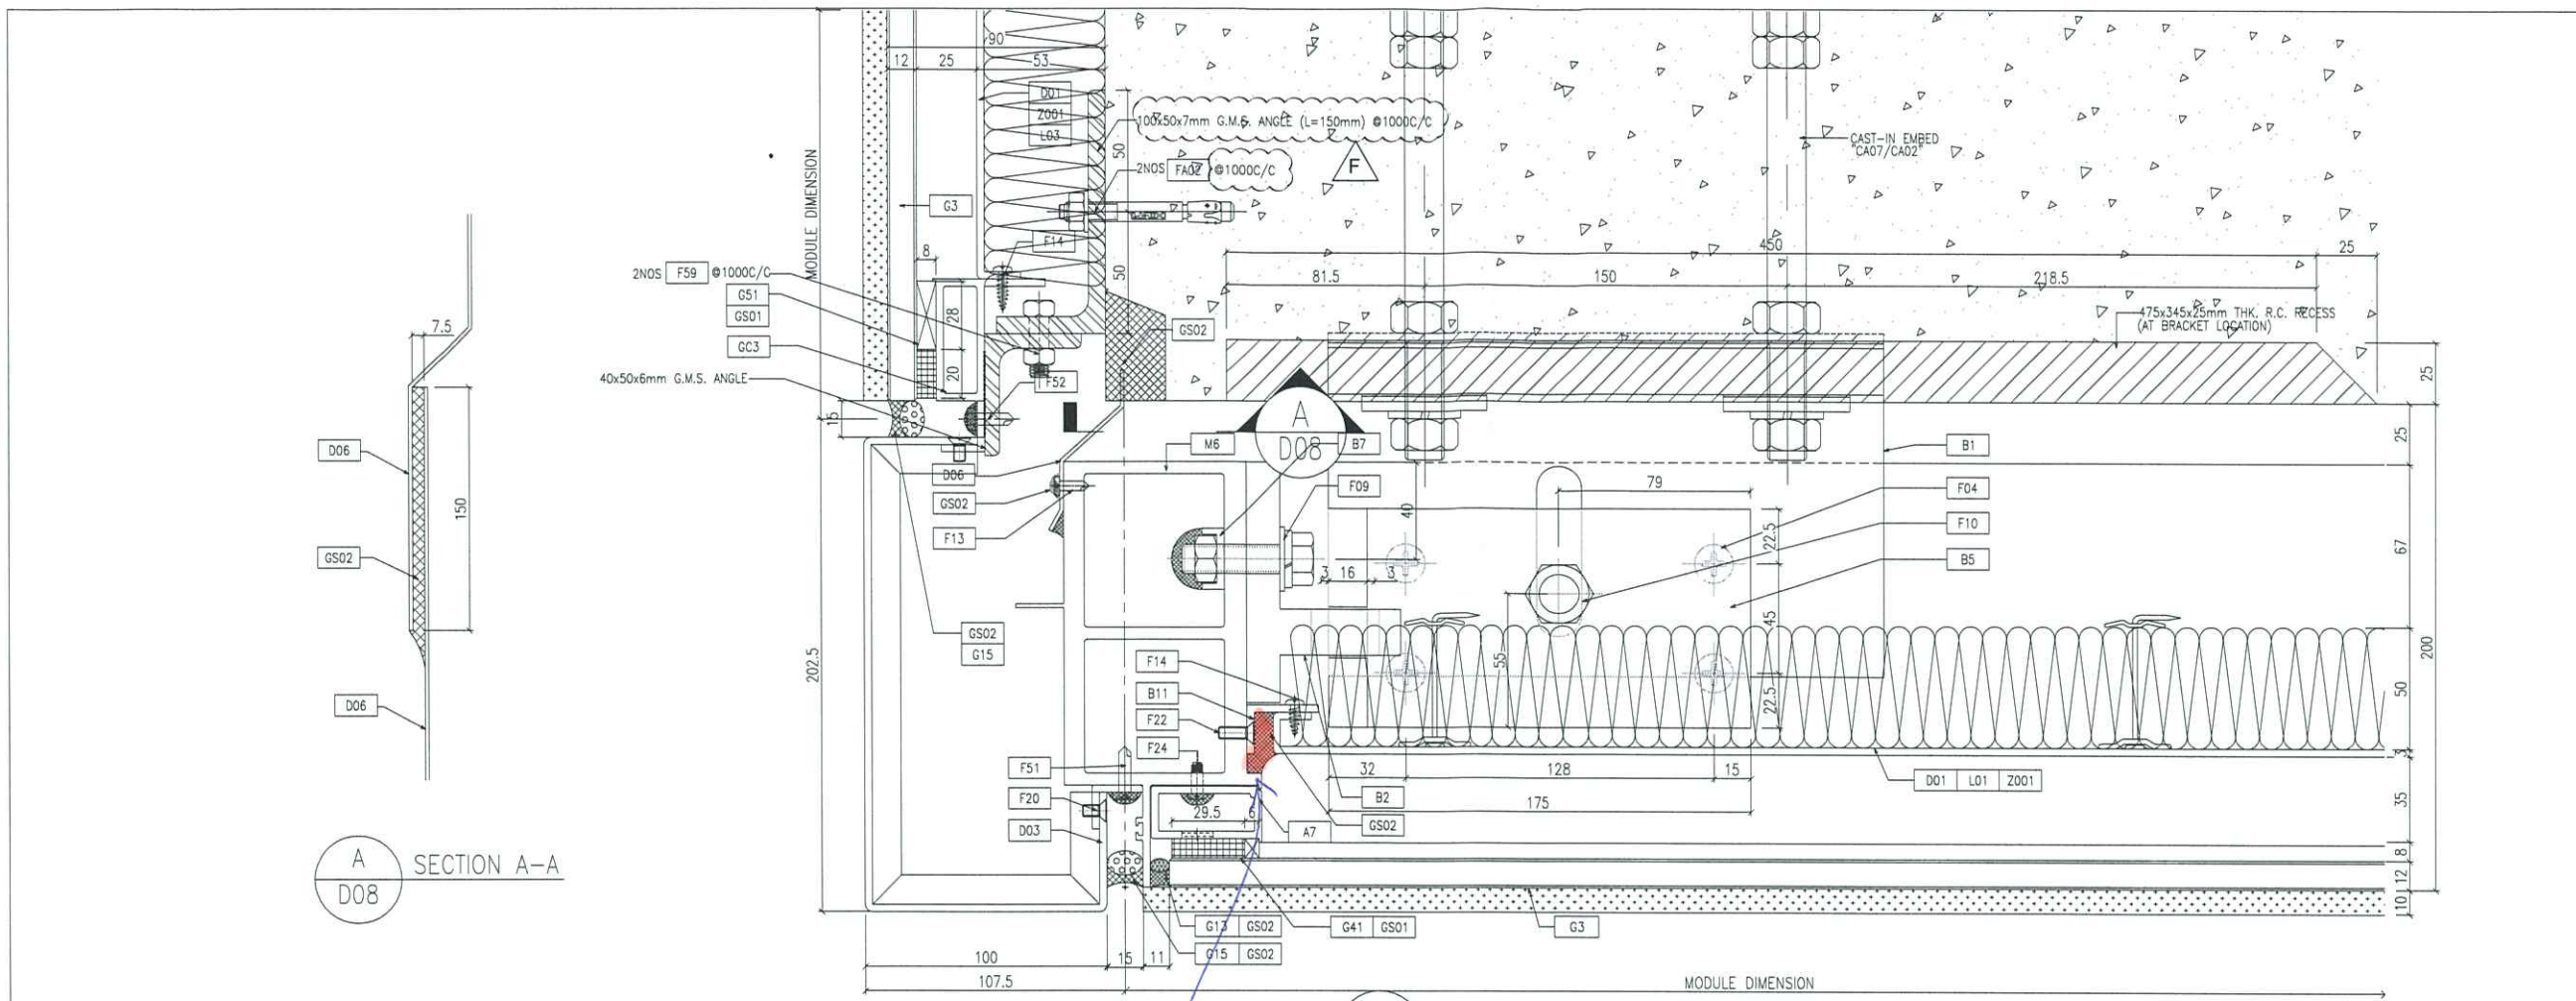 90
12
25
53
D01
Z001
L03
100x50x7mm G.M.S. ANGLE (L=150mm) @1000C/C
50
2NOS FA02 @1000C/C
F
CAST-IN EMBED
"CA07/CA02"
MODULE DIMENSION
G3
F14
8
50
450
25
81.5
150
218.5
2NOS F59 @1000C/C
G51
GS01
28
GS02
475x345x25mm THK. R.C. RECESS
(AT BRACKET LOCATION)
7.5
GC3
20
40x50x6mm G.M.S. ANGLE
F52
25
15
A
D08
25
D06
M6
B7
B1
D06
F09
79
F04
GS02
40
150
F13
22.5
F10
67
GS02
3
16
3
B5
GS02
G15
45
202.5
55
200
F14
D06
B11
22.5
50
F22
F24
3
F51
32
128
15
D01 L01 Z001
F20
B2
175
35
29.5
6
D03
A7
GS02
A
D08
SECTION A-A
8
12
10
G13 GS02
G41 GS01
G3
G15 GS02
100
15
11
107.5
MODULE DIMENSION